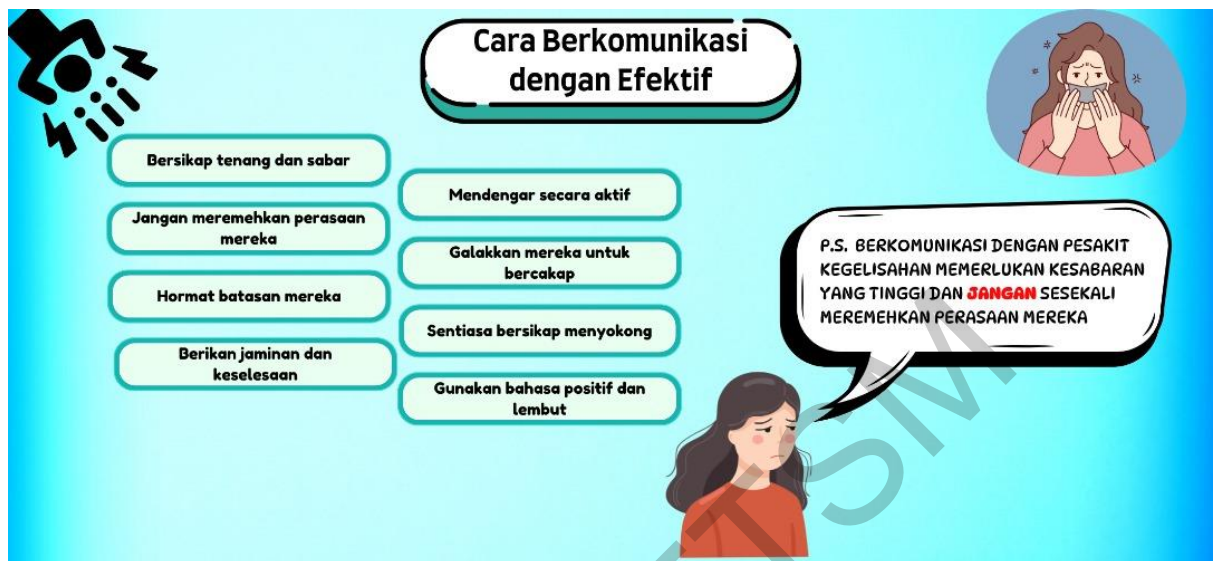 Cara Berkomunikasi
dengan Efektif
Bersikap tenang dan sabar
Jangan meremehkan perasaan
mereka
Hormat batasan mereka
Berikan jaminan dan
keselesaan
Mendengar secara aktif
Galakkan mereka untuk
bercakap
Sentiasa bersikap menyokong
Gunakan bahasa positif dan
lembut
P.S. BERKOMUNIKASI DENGAN PESAKIT
KEGELISAHAN MEMERLUKAN KESABARAN
YANG TINGGI DAN JANGAN SESEKALI
MEREMEHKAN PERASAAN MEREKA